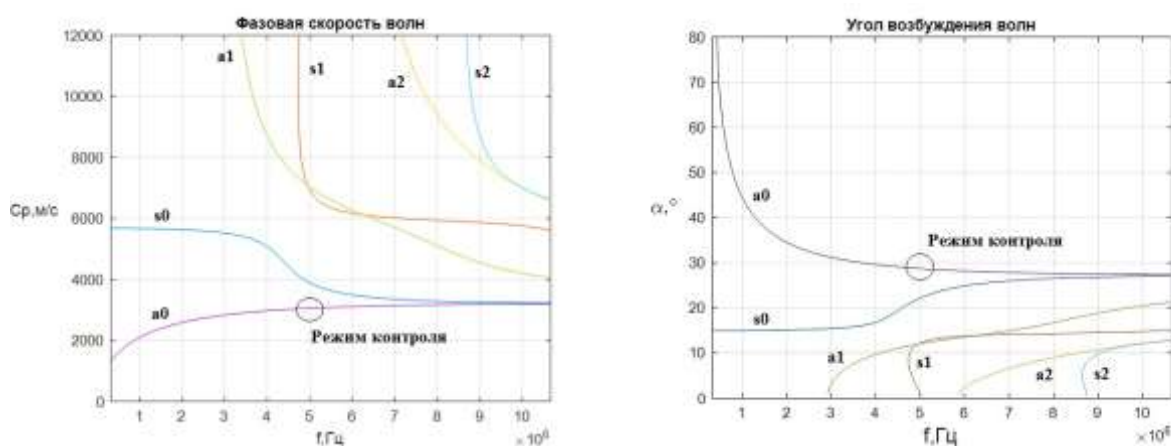 Фазовая скорость волн
12000
10000
8000
6000
4000
2000
0
Cp,м/с
a1
s1
a2
s2
s0
a0
Режим контроля
1 2 3 4 5 6 7 8 9 10
×10⁶
f,Гц
Угол возбуждения волн
80
70
60
50
40
30
20
10
0
α,°
a0
Режим контроля
s0
a1
s1
a2
s2
1 2 3 4 5 6 7 8 9 10
×10⁶
f,Гц